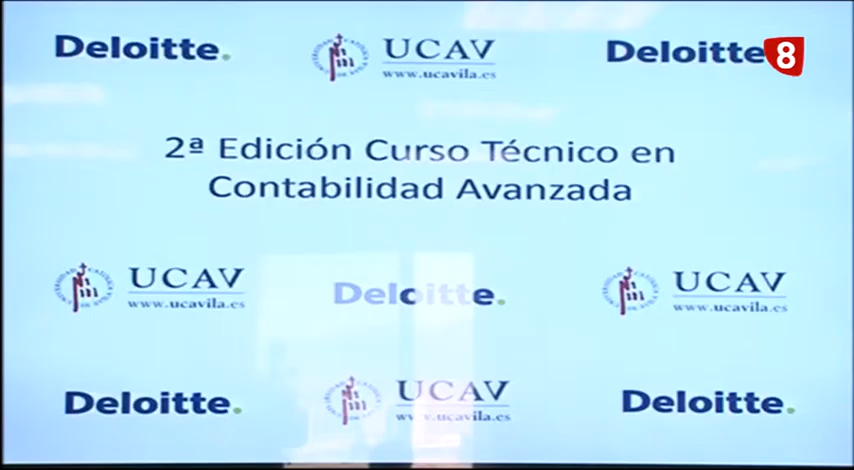 Deloitte.
UCAV
www.ucavila.es
Deloitte
8
2ª Edición Curso Técnico en
Contabilidad Avanzada
UCAV
www.ucavila.es
Deloitte.
UCAV
www.ucavila.es
Deloitte.
UCAV
www.ucavila.es
Deloitte.